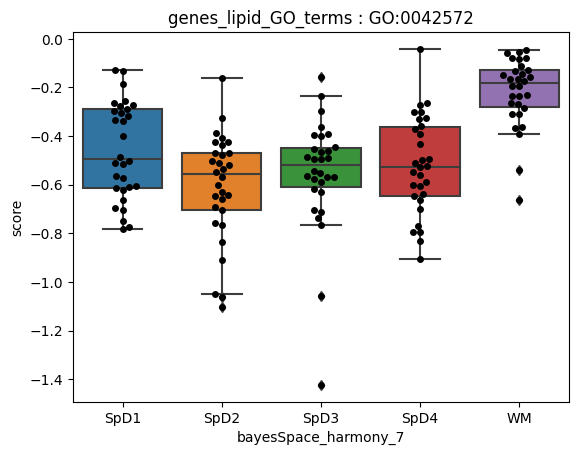 genes_lipid_GO_terms : GO:0042572
score
0.0
−0.2
−0.4
−0.6
−0.8
−1.0
−1.2
−1.4
SpD1 SpD2 SpD3 SpD4 WM
bayesSpace_harmony_7